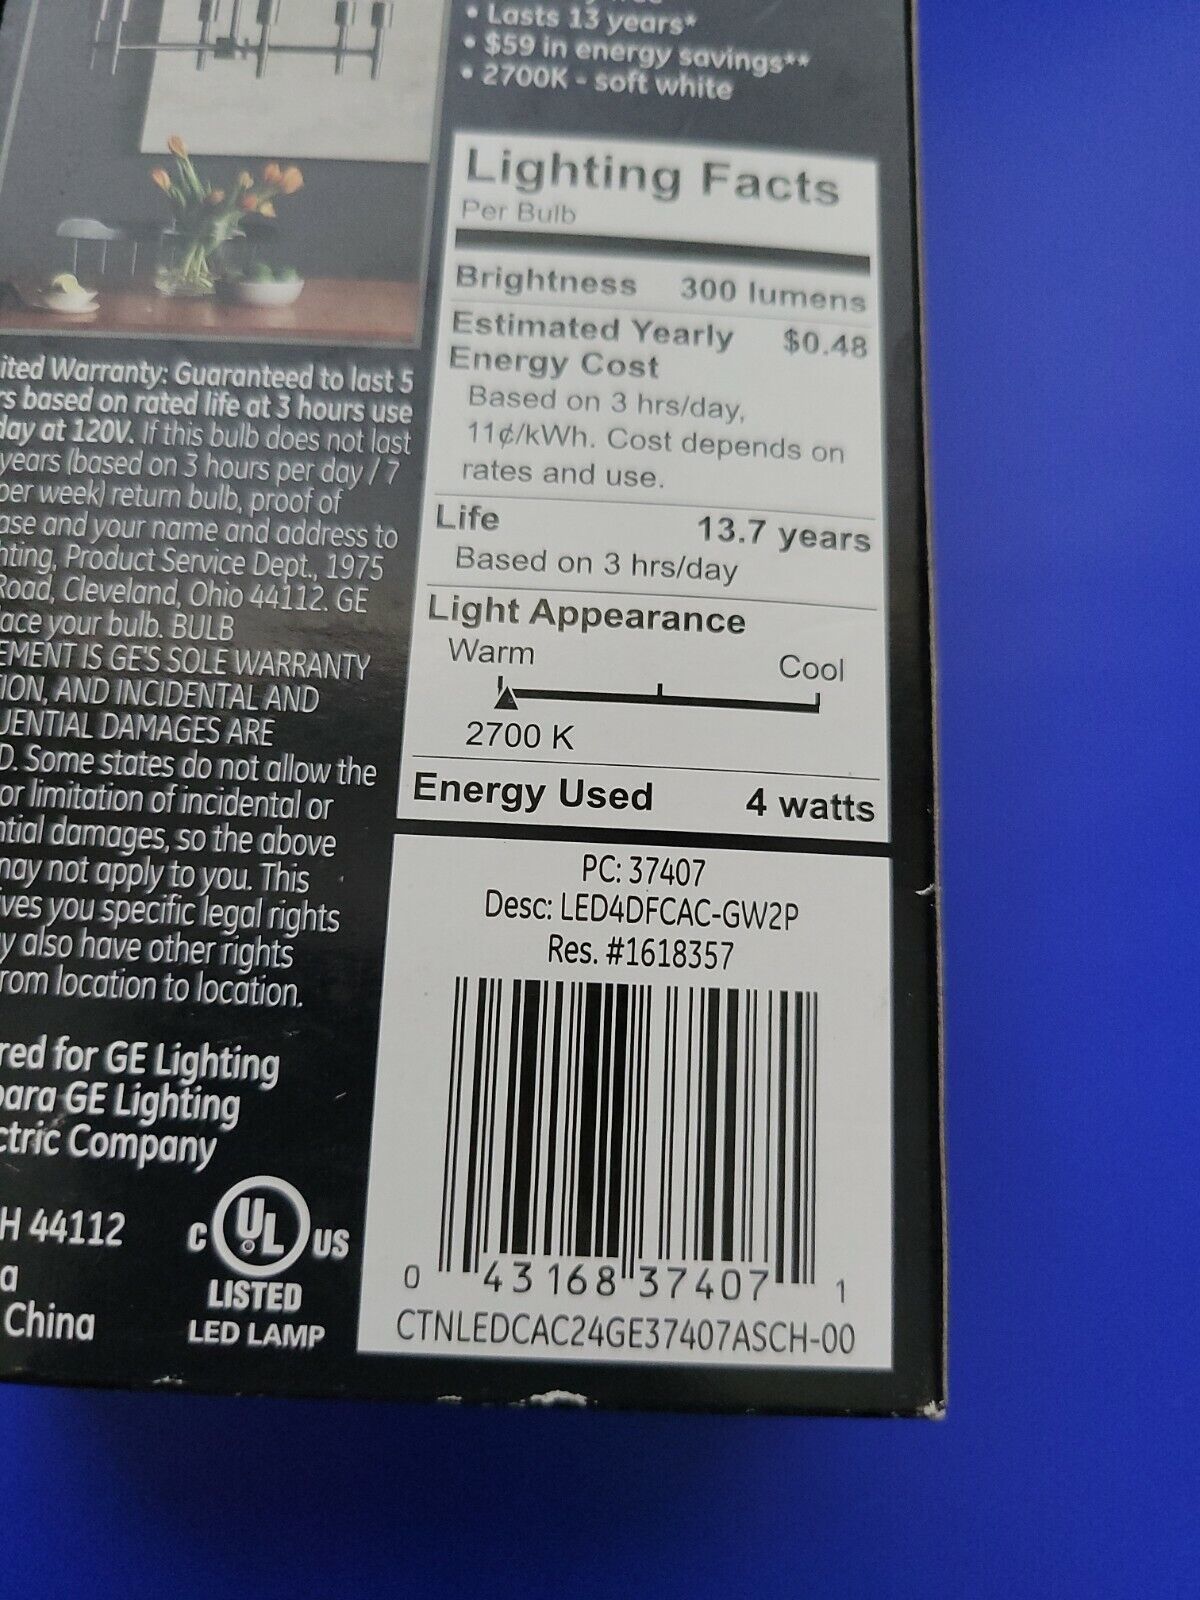 • Lasts 13 years*
• $59 in energy savings**
• 2700K - soft white
Lighting Facts
Per Bulb
Brightness 300 lumens
Estimated Yearly $0.48
Energy Cost
Based on 3 hrs/day,
11¢/kWh. Cost depends on
rates and use.
Life 13.7 years
Based on 3 hrs/day
Light Appearance
Warm Cool
2700 K
Energy Used 4 watts
PC: 37407
Desc: LED4DFCAC-GW2P
Res. #1618357
0 43168 37407 1
CTNLEDCAC24GE37407ASCH-00
ited Warranty: Guaranteed to last 5
rs based on rated life at 3 hours use
day at 120V. If this bulb does not last
years (based on 3 hours per day / 7
per week) return bulb, proof of
ase and your name and address to
hting, Product Service Dept., 1975
Road, Cleveland, Ohio 44112. GE
ace your bulb. BULB
EMENT IS GE'S SOLE WARRANTY
ION, AND INCIDENTAL AND
UENTIAL DAMAGES ARE
D. Some states do not allow the
or limitation of incidental or
ntial damages, so the above
may not apply to you. This
ives you specific legal rights
y also have other rights
rom location to location.
red for GE Lighting
para GE Lighting
ctric Company
H 44112
a
China
C UL US
LISTED
LED LAMP